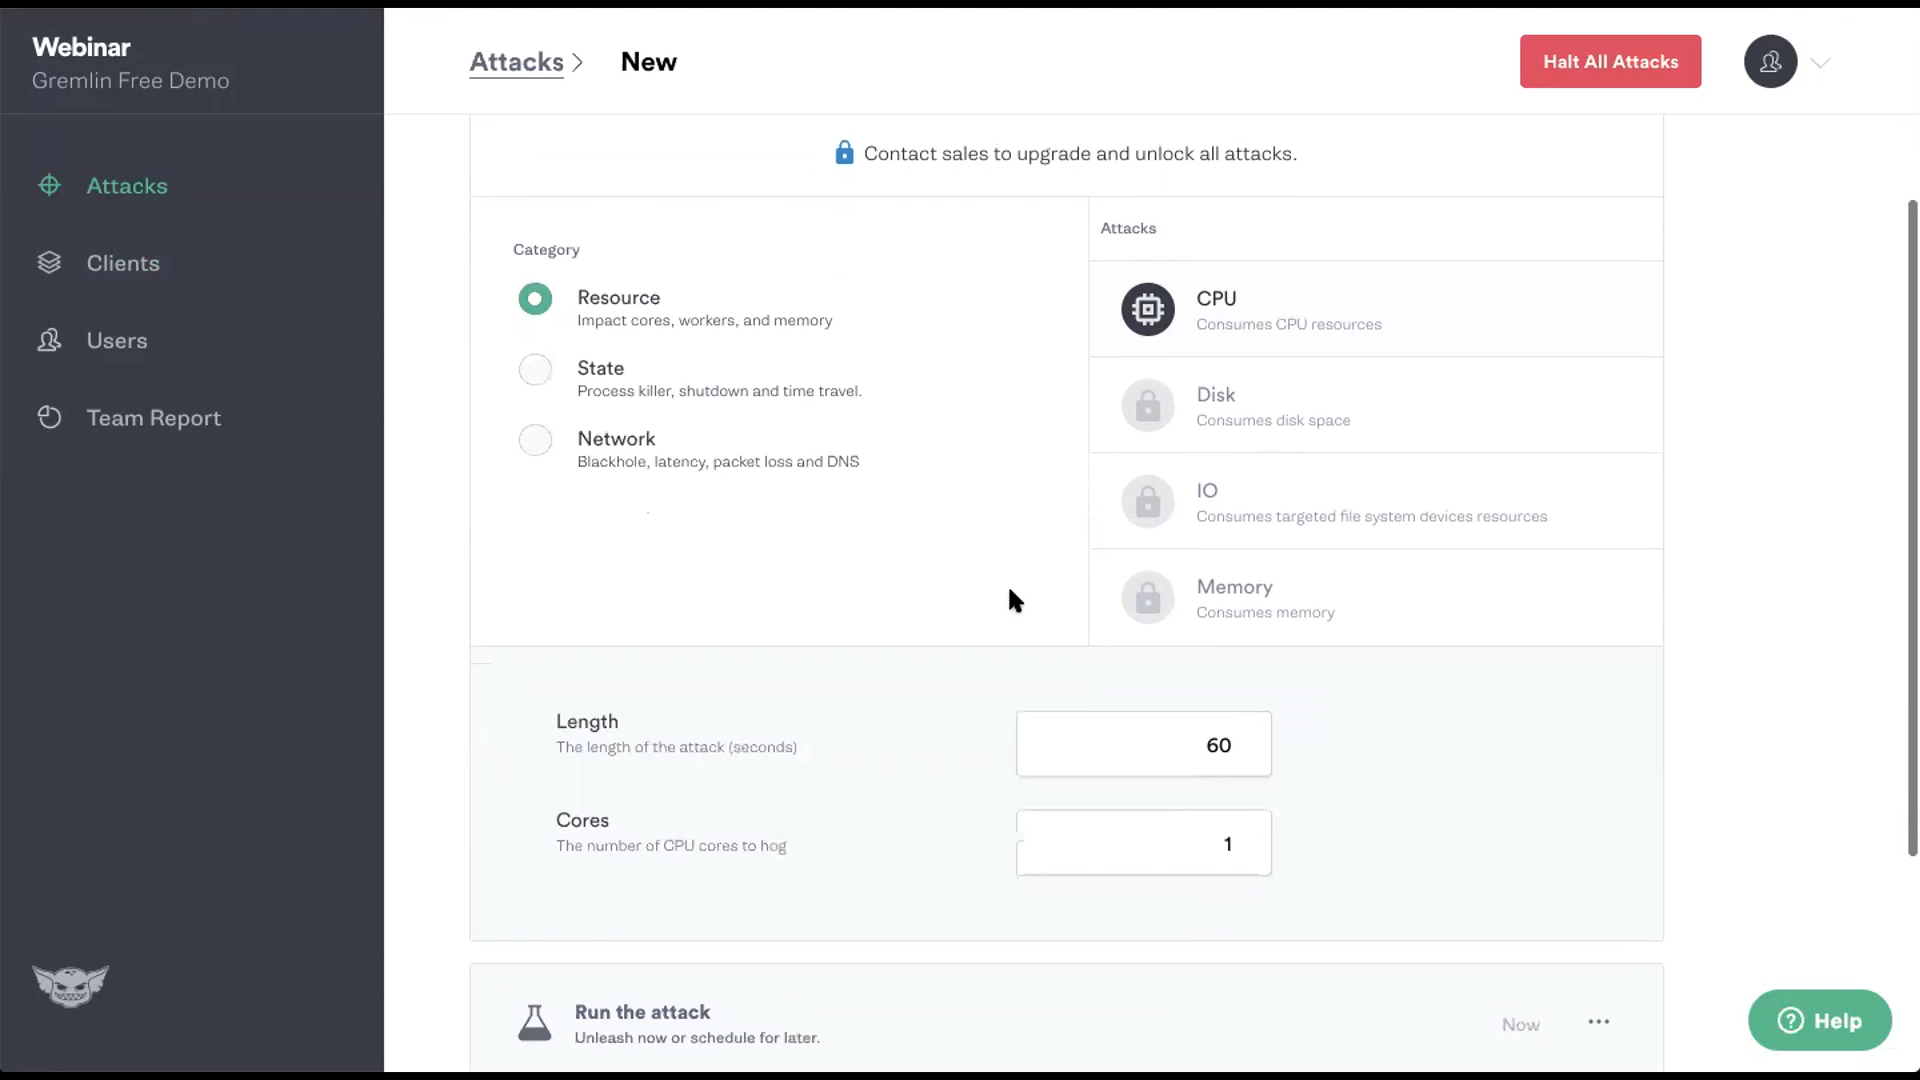 Webinar
Gremlin Free Demo
Attacks
Clients
Users
Team Report
Attacks > New
Halt All Attacks
Contact sales to upgrade and unlock all attacks.
Category
Resource
Impact cores, workers, and memory
State
Process killer, shutdown and time travel.
Network
Blackhole, latency, packet loss and DNS
Attacks
CPU
Consumes CPU resources
Disk
Consumes disk space
IO
Consumes targeted file system devices resources
Memory
Consumes memory
Length
The length of the attack (seconds)
60
Cores
The number of CPU cores to hog
1
Run the attack
Unleash now or schedule for later.
Now
Help